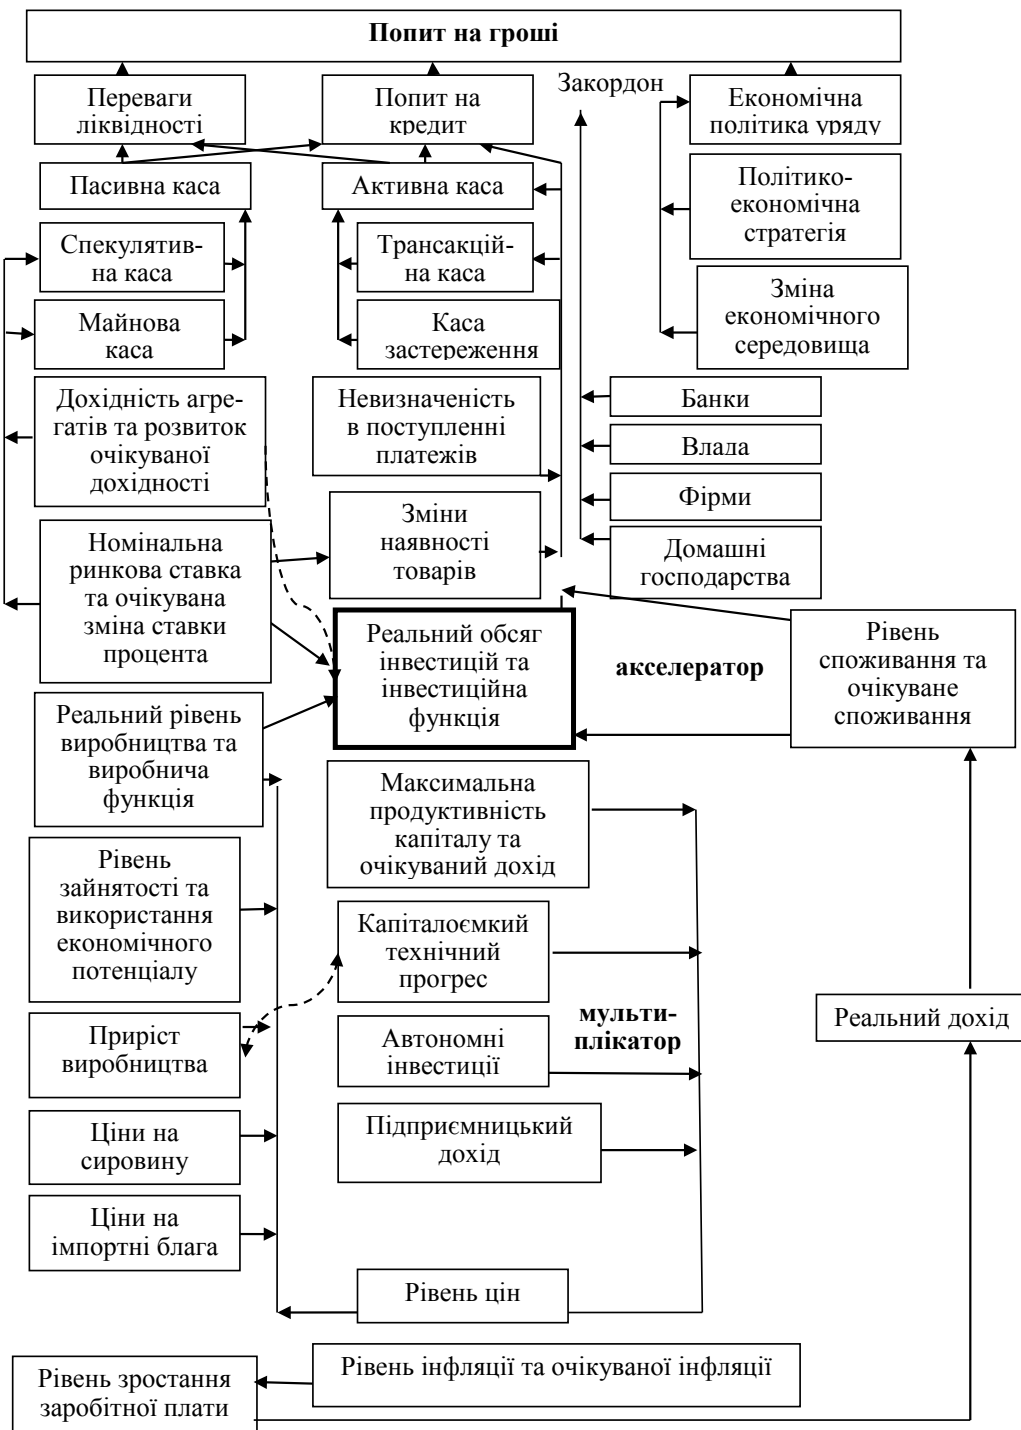 Попит на гроші
Переваги
ліквідності
Попит на
кредит
Закордон
Економічна
політика уряду
Пасивна каса
Активна каса
Політико-
економічна
стратегія
Спекулятив-
на каса
Трансакцій-
на каса
Зміна
економічного
середовища
Майнова
каса
Каса
застереження
Дохідність агре-
гатів та розвиток
очікуваної
дохідності
Невизначеність
в поступленні
платежів
Банки
Влада
Фірми
Домашні
господарства
Номінальна
ринкова ставка
та очікувана
зміна ставки
процента
Зміни
наявності
товарів
Реальний обсяг
інвестицій та
інвестиційна
функція
акселератор
Рівень
споживання та
очікуване
споживання
Реальний рівень
виробництва та
виробнича
функція
Максимальна
продуктивність
капіталу та
очікуваний дохід
Рівень
зайнятості та
використання
економічного
потенціалу
Капіталоємкий
технічний
прогрес
мульти-
плікатор
Реальний дохід
Приріст
виробництва
Автономні
інвестиції
Ціни на
сировину
Підприємницький
дохід
Ціни на
імпортні блага
Рівень цін
Рівень інфляції та очікуваної інфляції
Рівень зростання
заробітної плати